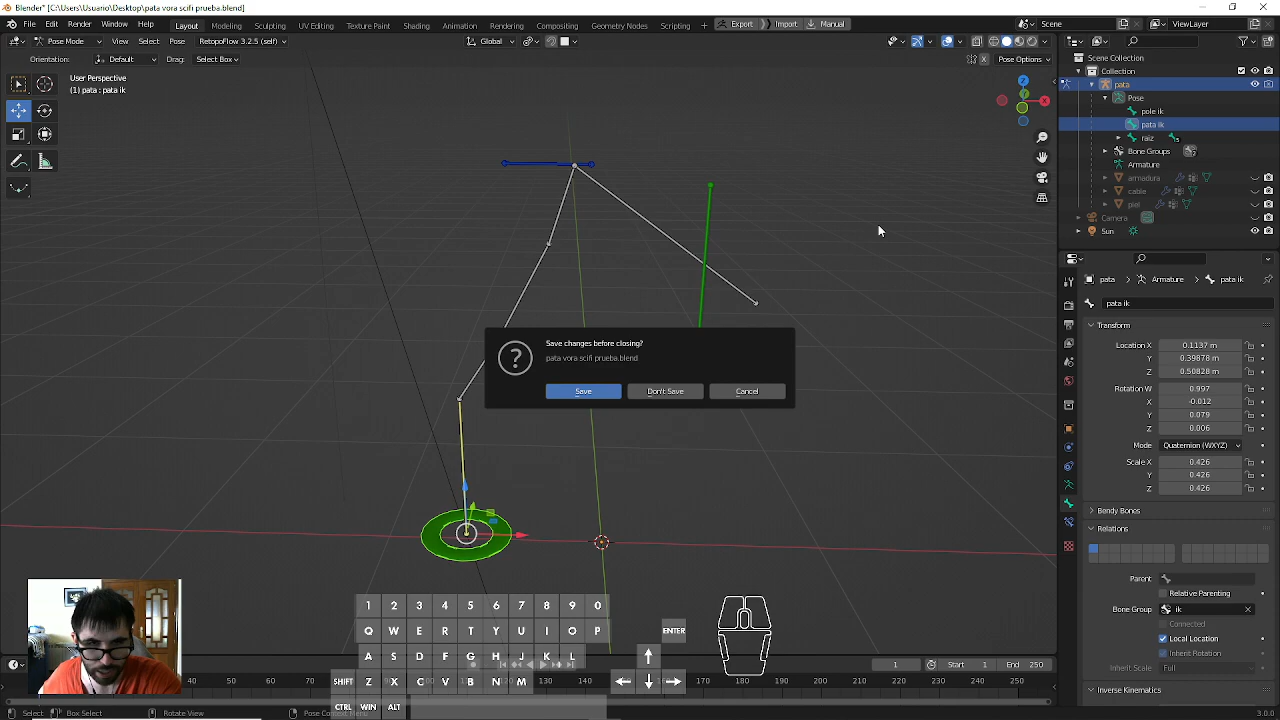 Blender* [C:\Users\Usuario\Desktop\pata vora scifi prueba.blend]
File Edit Render Window Help Layout Modeling Sculpting UV Editing Texture Paint Shading Animation Rendering Compositing Geometry Nodes Scripting + Export Import Manual Scene ViewLayer
Pose Mode View Select Pose RetopoFlow 3.2.5 (self) Global
Orientation: Default Drag: Select Box X Pose Options
User Perspective
(1) pata : pata ik
Z
Y
X
Scene Collection
Collection
pata
Pose
pole ik
pata ik
raiz
Bone Groups
Armature
armadura
cable
piel
Camera
Sun
pata Armature pata ik
pata ik
Transform
Location X 0.1137 m
Y 0.39878 m
Z 0.50828 m
Rotation W 0.997
X -0.012
Y 0.079
Z 0.006
Mode Quaternion (WXYZ)
Scale X 0.426
Y 0.426
Z 0.426
Bendy Bones
Relations
Parent
Relative Parenting
Bone Group ik
Connected
Local Location
Inherit Rotation
Inherit Scale Full
Inverse Kinematics
Save changes before closing?
pata vora scifi prueba.blend
Save Don't Save Cancel
1 2 3 4 5 6 7 8 9 0
Q W E R T Y U I O P ENTER
A S D F G H J K L
SHIFT Z X C V B N M
CTRL WIN ALT
1 Start 1 End 250
120 130 140 150 160 170 180 190 200 210 220 230 240 250
Select Box Select Rotate View Pose Context Menu 3.0.0